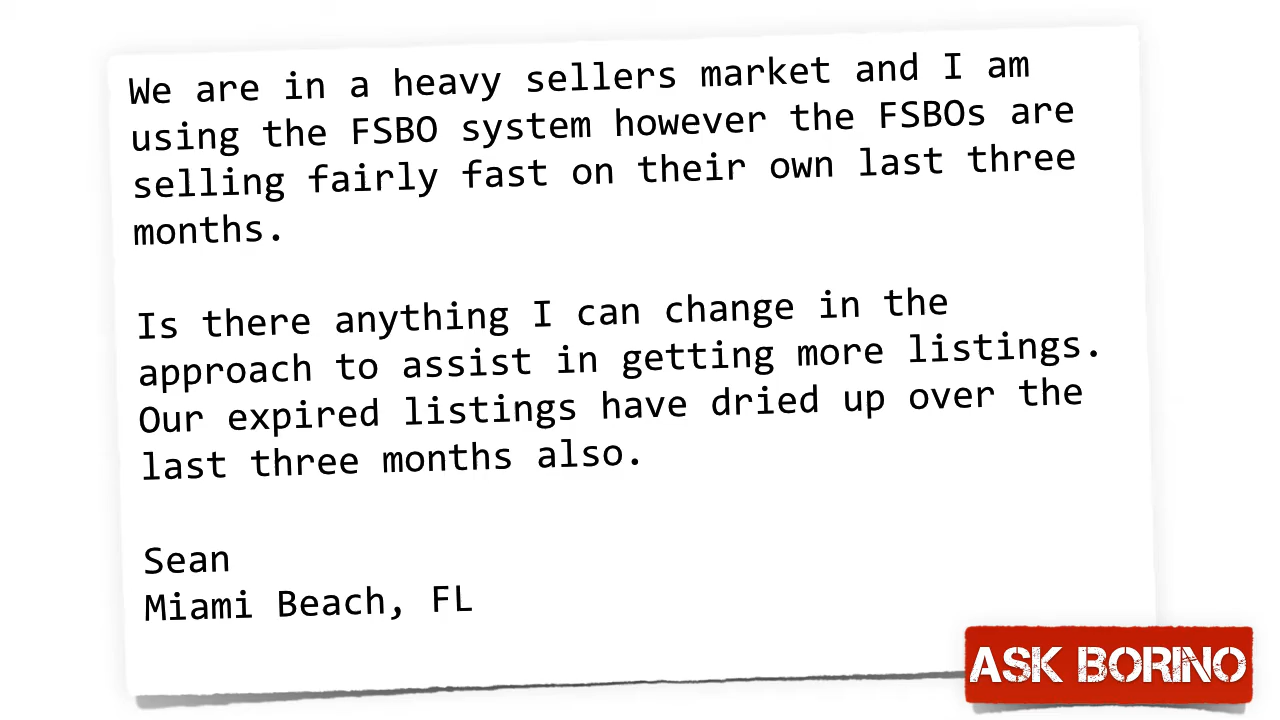 We are in a heavy sellers market and I am
using the FSBO system however the FSBOs are
selling fairly fast on their own last three
months.
Is there anything I can change in the
approach to assist in getting more listings.
Our expired listings have dried up over the
last three months also.
Sean
Miami Beach, FL
ASK BORINO